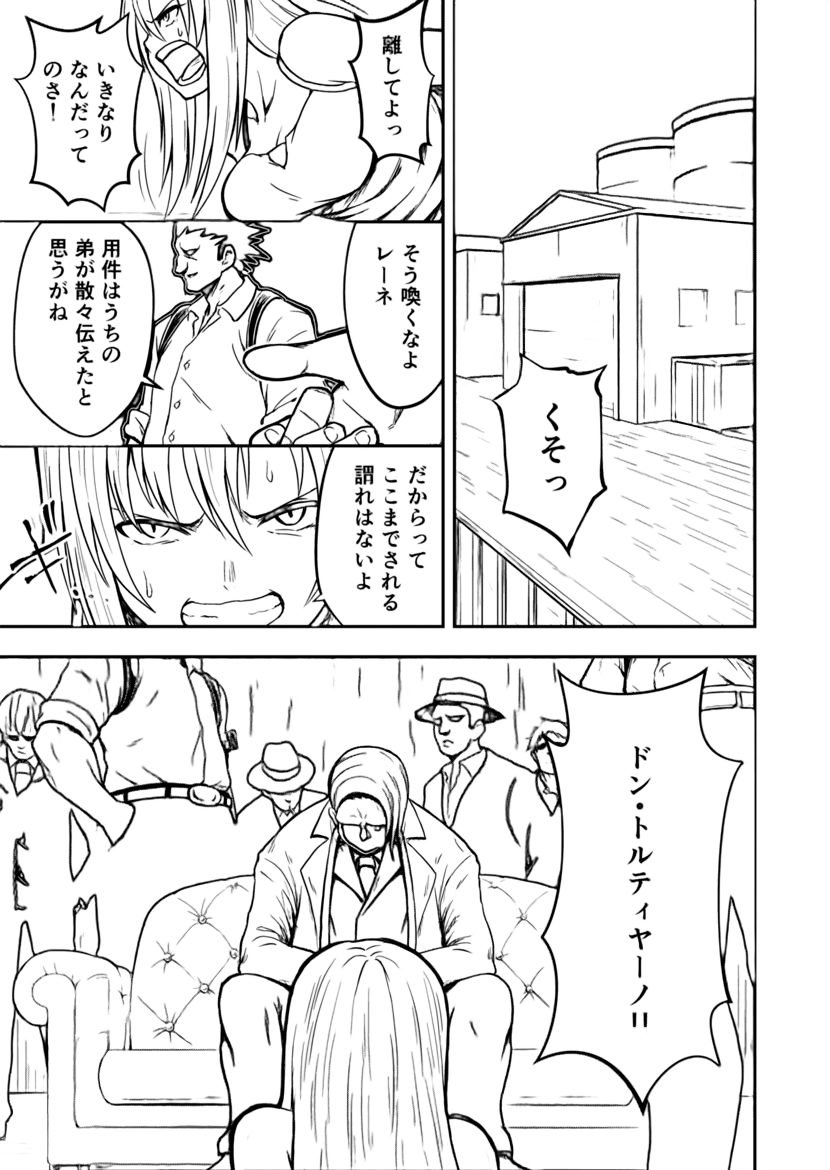 くそっ
離してよっ
いきなり
なんだって
のさ！
そう喚くなよ
レーネ
用件はうちの
弟が散々伝えたと
思うがね
だからって
ここまでされる
謂れはないよ
ギ
ドン・トルティヤーノ!!